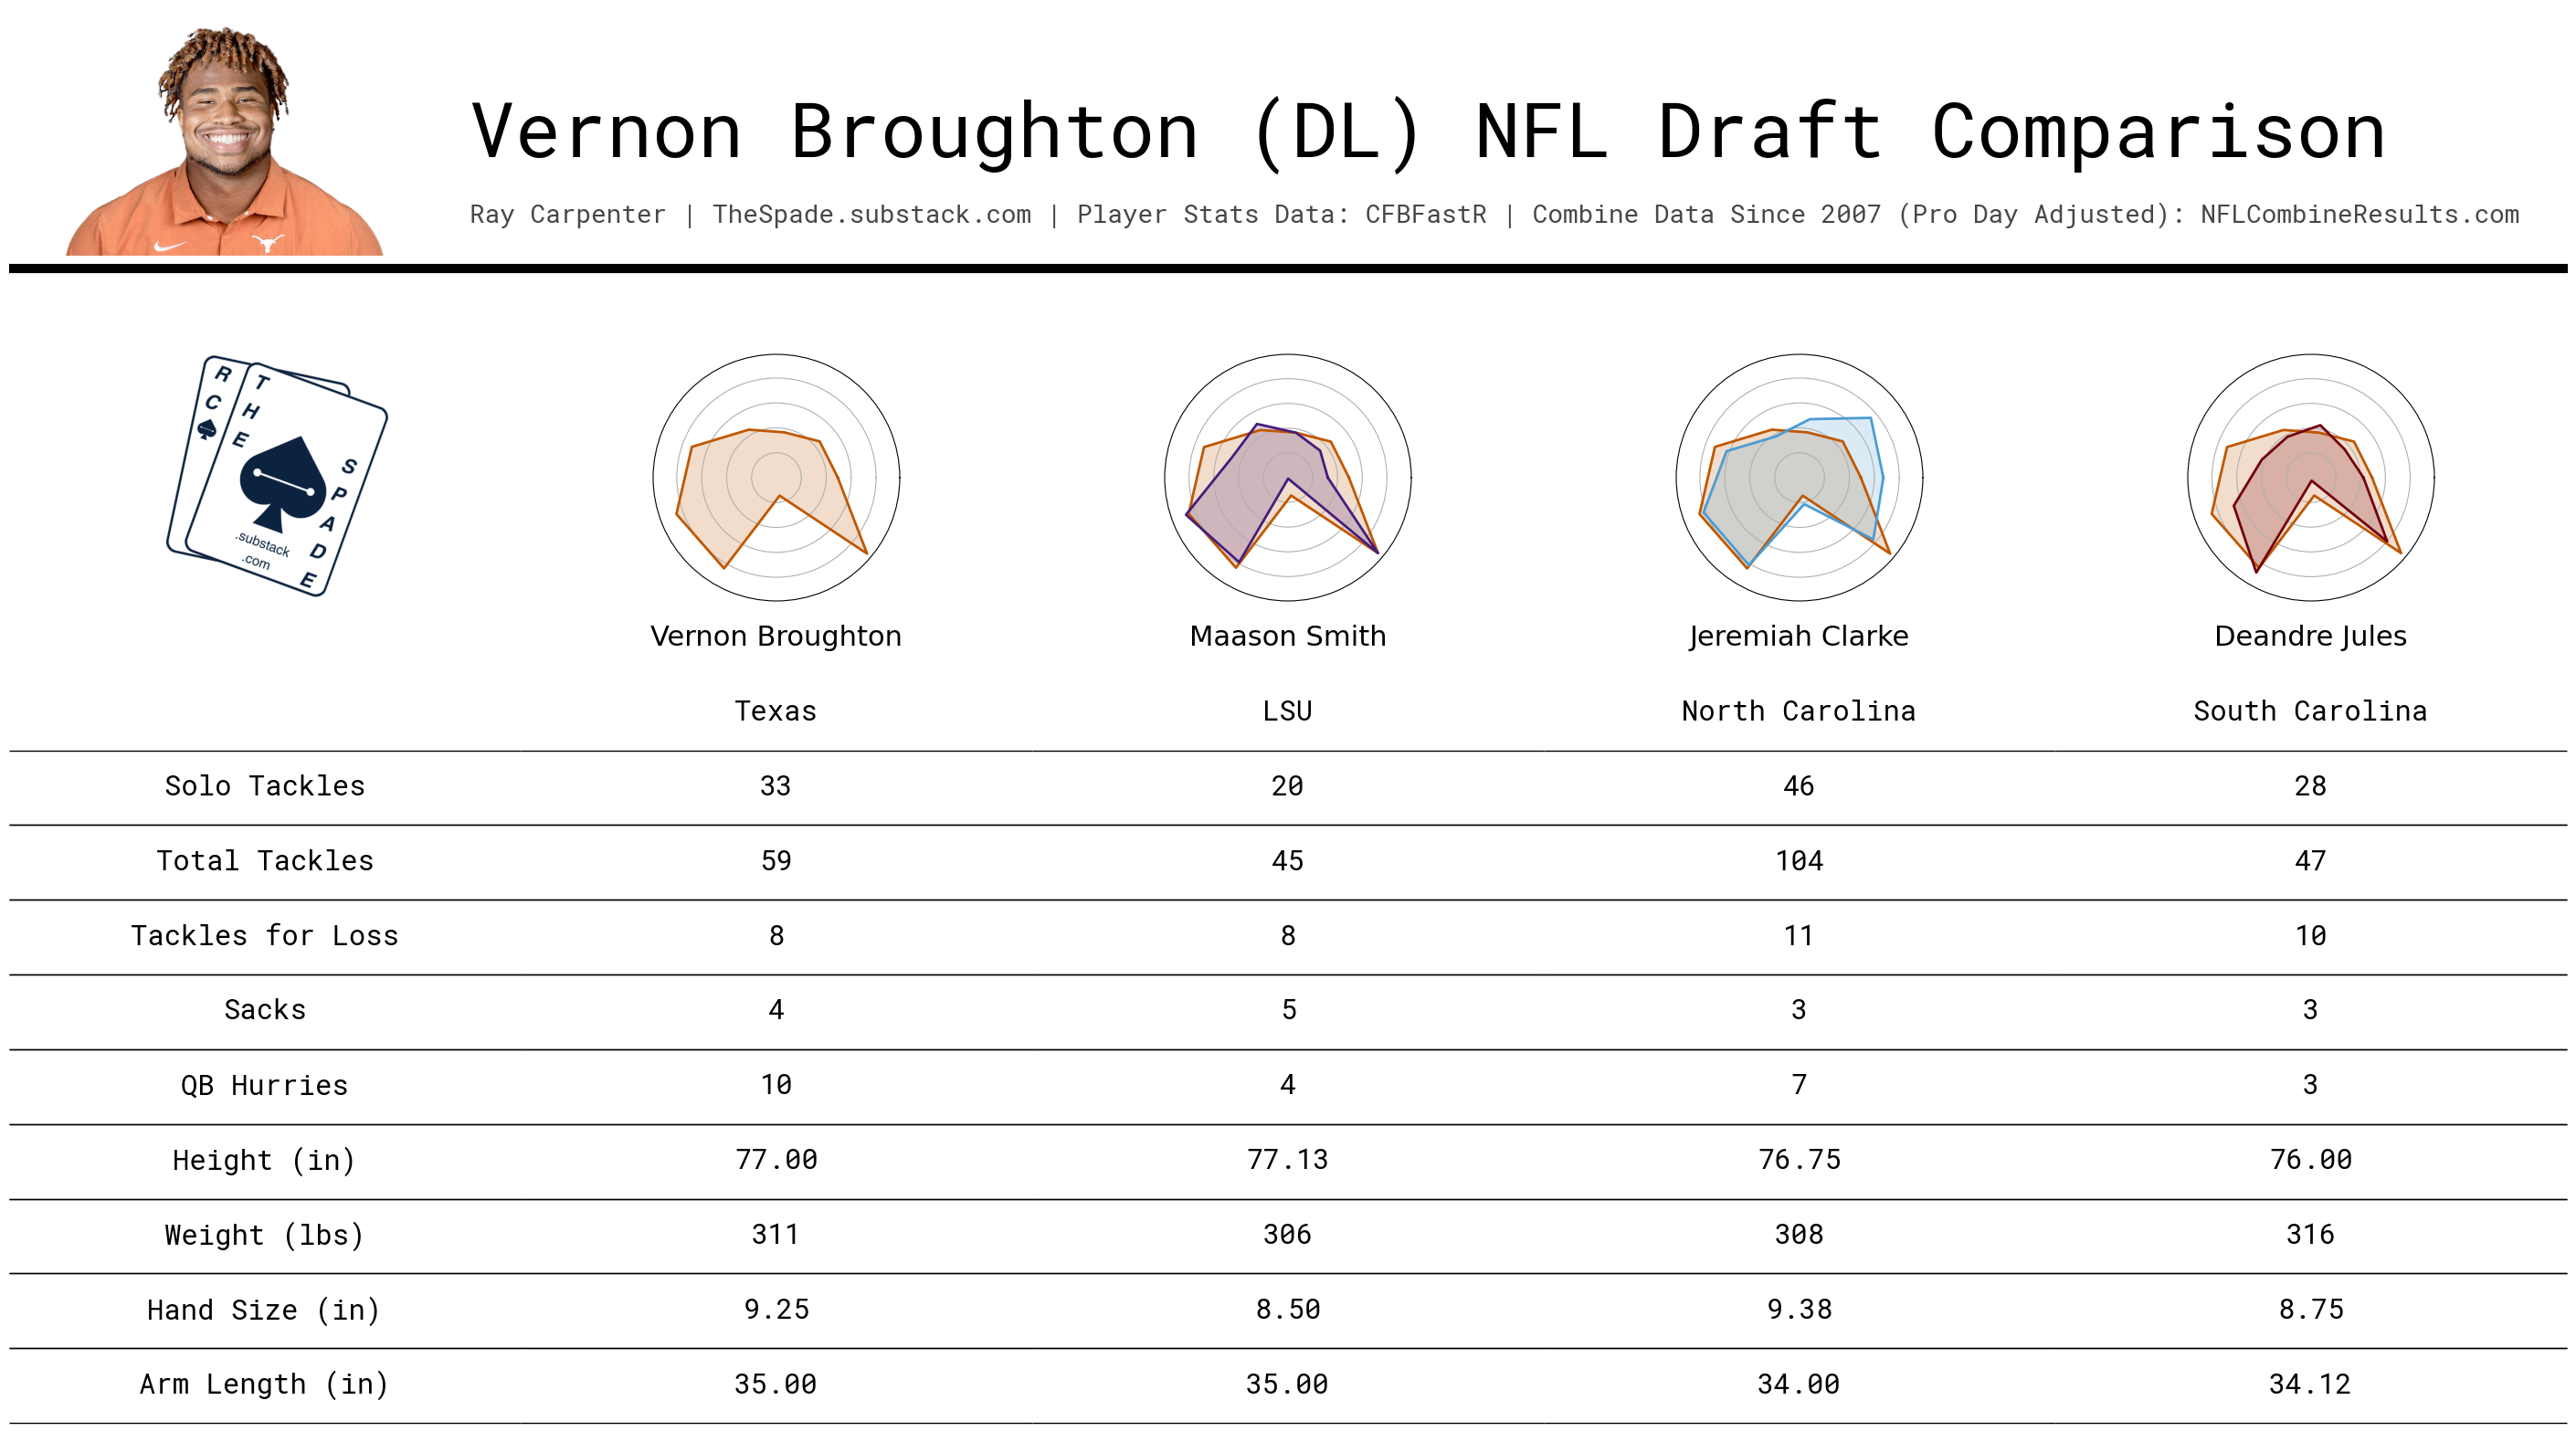 Vernon Broughton (DL) NFL Draft Comparison
Ray Carpenter | TheSpade.substack.com | Player Stats Data: CFBFastR | Combine Data Since 2007 (Pro Day Adjusted): NFLCombineResults.com
R C
T H E
S P A D E
.substack
.com
Vernon Broughton Maason Smith Jeremiah Clarke Deandre Jules
Texas LSU North Carolina South Carolina
Solo Tackles 33 20 46 28
Total Tackles 59 45 104 47
Tackles for Loss 8 8 11 10
Sacks 4 5 3 3
QB Hurries 10 4 7 3
Height (in) 77.00 77.13 76.75 76.00
Weight (lbs) 311 306 308 316
Hand Size (in) 9.25 8.50 9.38 8.75
Arm Length (in) 35.00 35.00 34.00 34.12